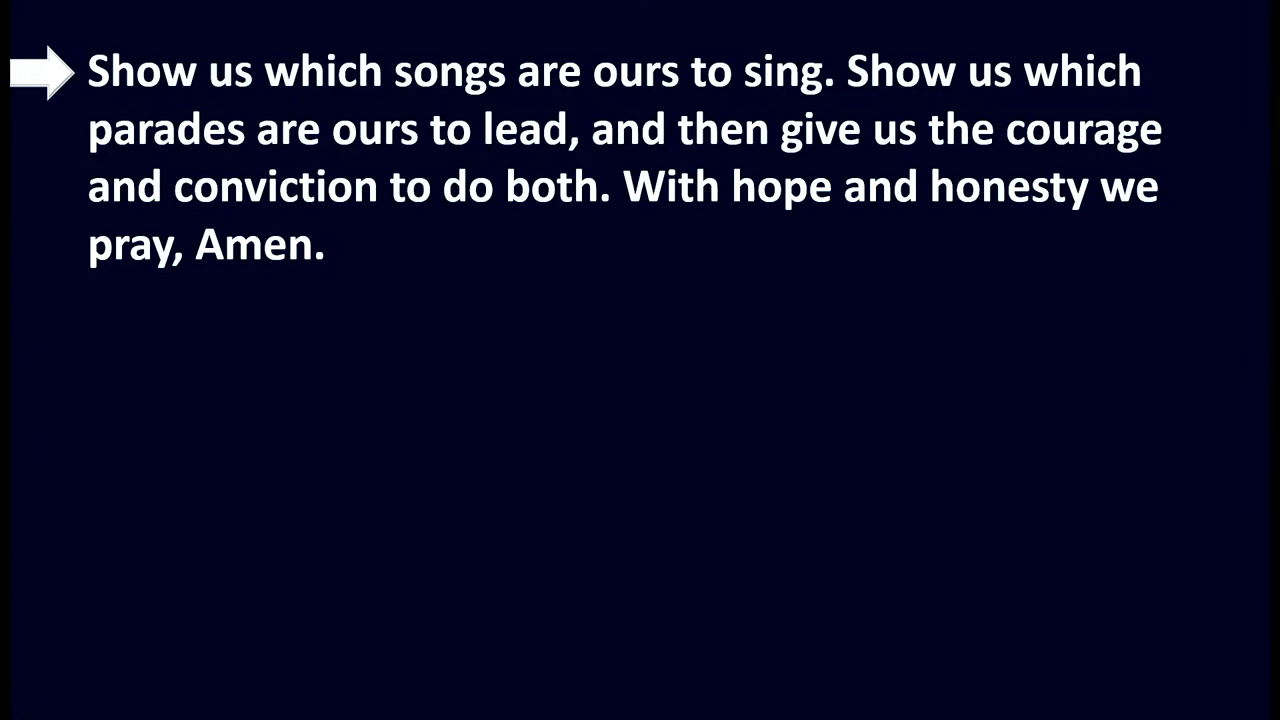 Show us which songs are ours to sing. Show us which
parades are ours to lead, and then give us the courage
and conviction to do both. With hope and honesty we
pray, Amen.